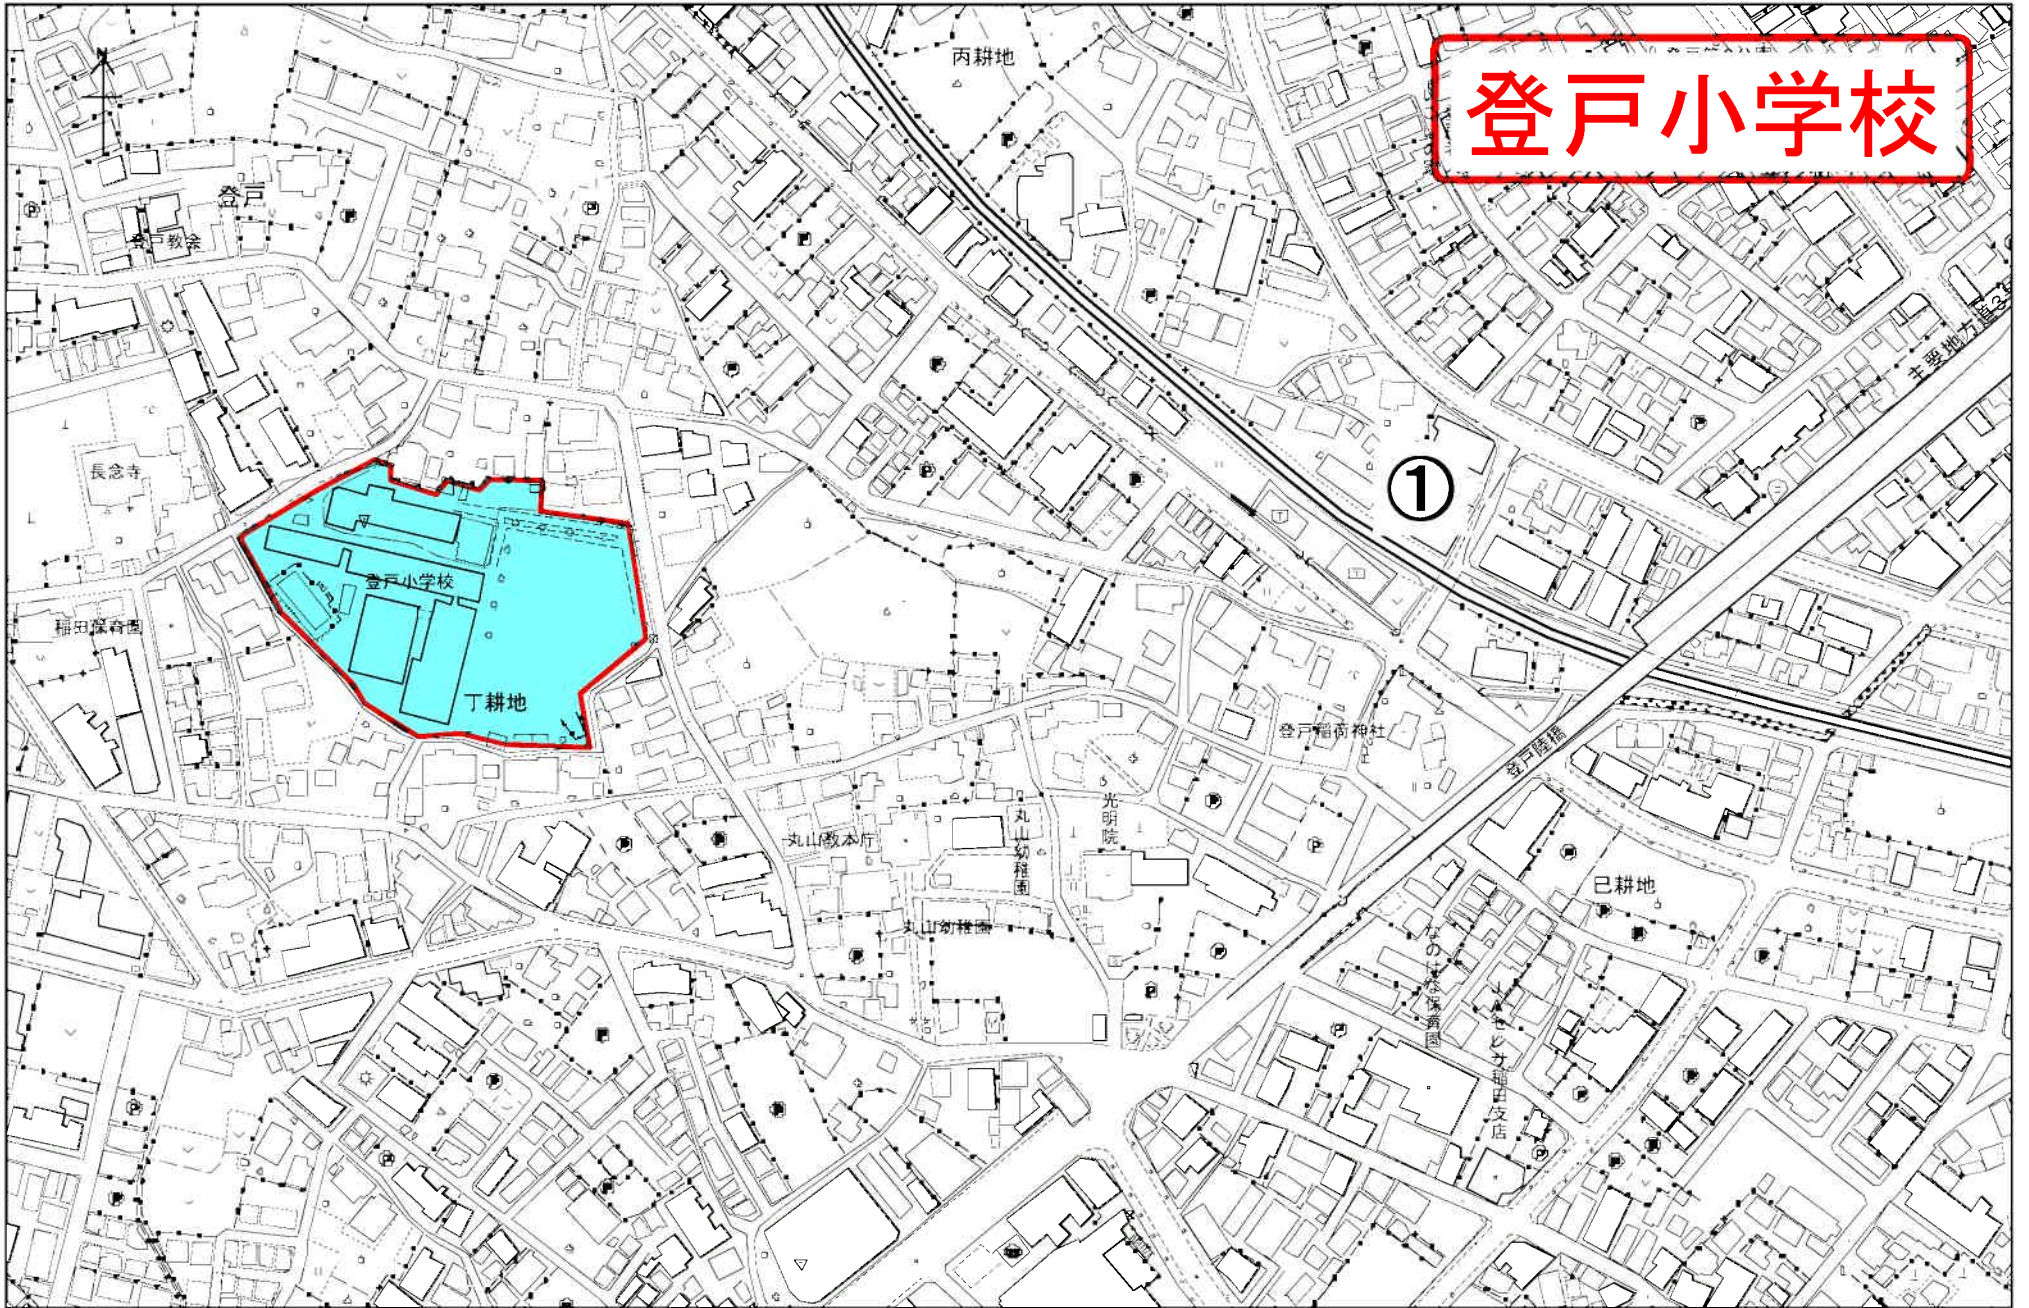 丙耕地
登戸小学校
登戸
登戸教会
主要地方道
長念寺
①
登戸小学校
稲田保育園
丁耕地
登戸稲荷神社
登戸陸橋
光明院
丸山幼稚園
丸山教本庁
己耕地
丸山幼稚園
なのはな保育園
JAセレサ稲田支店